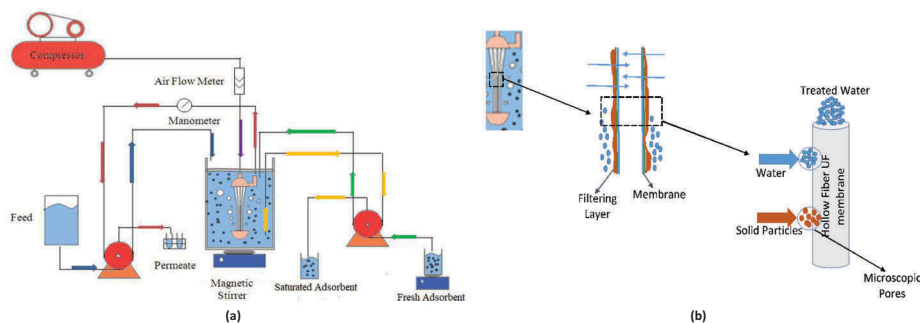 Compressor
Air Flow Meter
Manometer
Feed
Permeate
Magnetic
Stirrer
Saturated Adsorbent
Fresh Adsorbent
(a)
Filtering
Layer
Membrane
Treated Water
Water
Solid Particles
Hollow Fiber UF
membrane
Microscopic
Pores
(b)